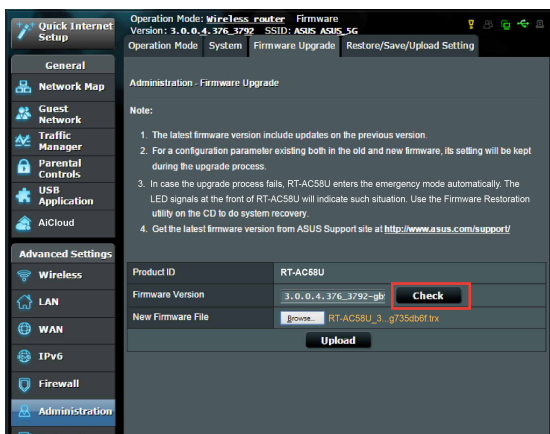 Quick Internet
Setup
Operation Mode: Wireless router Firmware
Version: 3.0.0.4.376_3792 SSID: ASUS ASUS_5G
Operation Mode System Firmware Upgrade Restore/Save/Upload Setting
General
Network Map
Guest
Network
Traffic
Manager
Parental
Controls
USB
Application
AiCloud
Advanced Settings
Wireless
LAN
WAN
IPv6
Firewall
Administration
Administration - Firmware Upgrade
Note:
1. The latest firmware version include updates on the previous version.
2. For a configuration parameter existing both in the old and new firmware, its setting will be kept
during the upgrade process.
3. In case the upgrade process fails, RT-AC58U enters the emergency mode automatically. The
LED signals at the front of RT-AC58U will indicate such situation. Use the Firmware Restoration
utility on the CD to do system recovery.
4. Get the latest firmware version from ASUS Support site at http://www.asus.com/support/
Product ID RT-AC58U
Firmware Version 3.0.0.4.376_3792-gb Check
New Firmware File Browse... RT-AC58U_3...g735db6f.trx
Upload